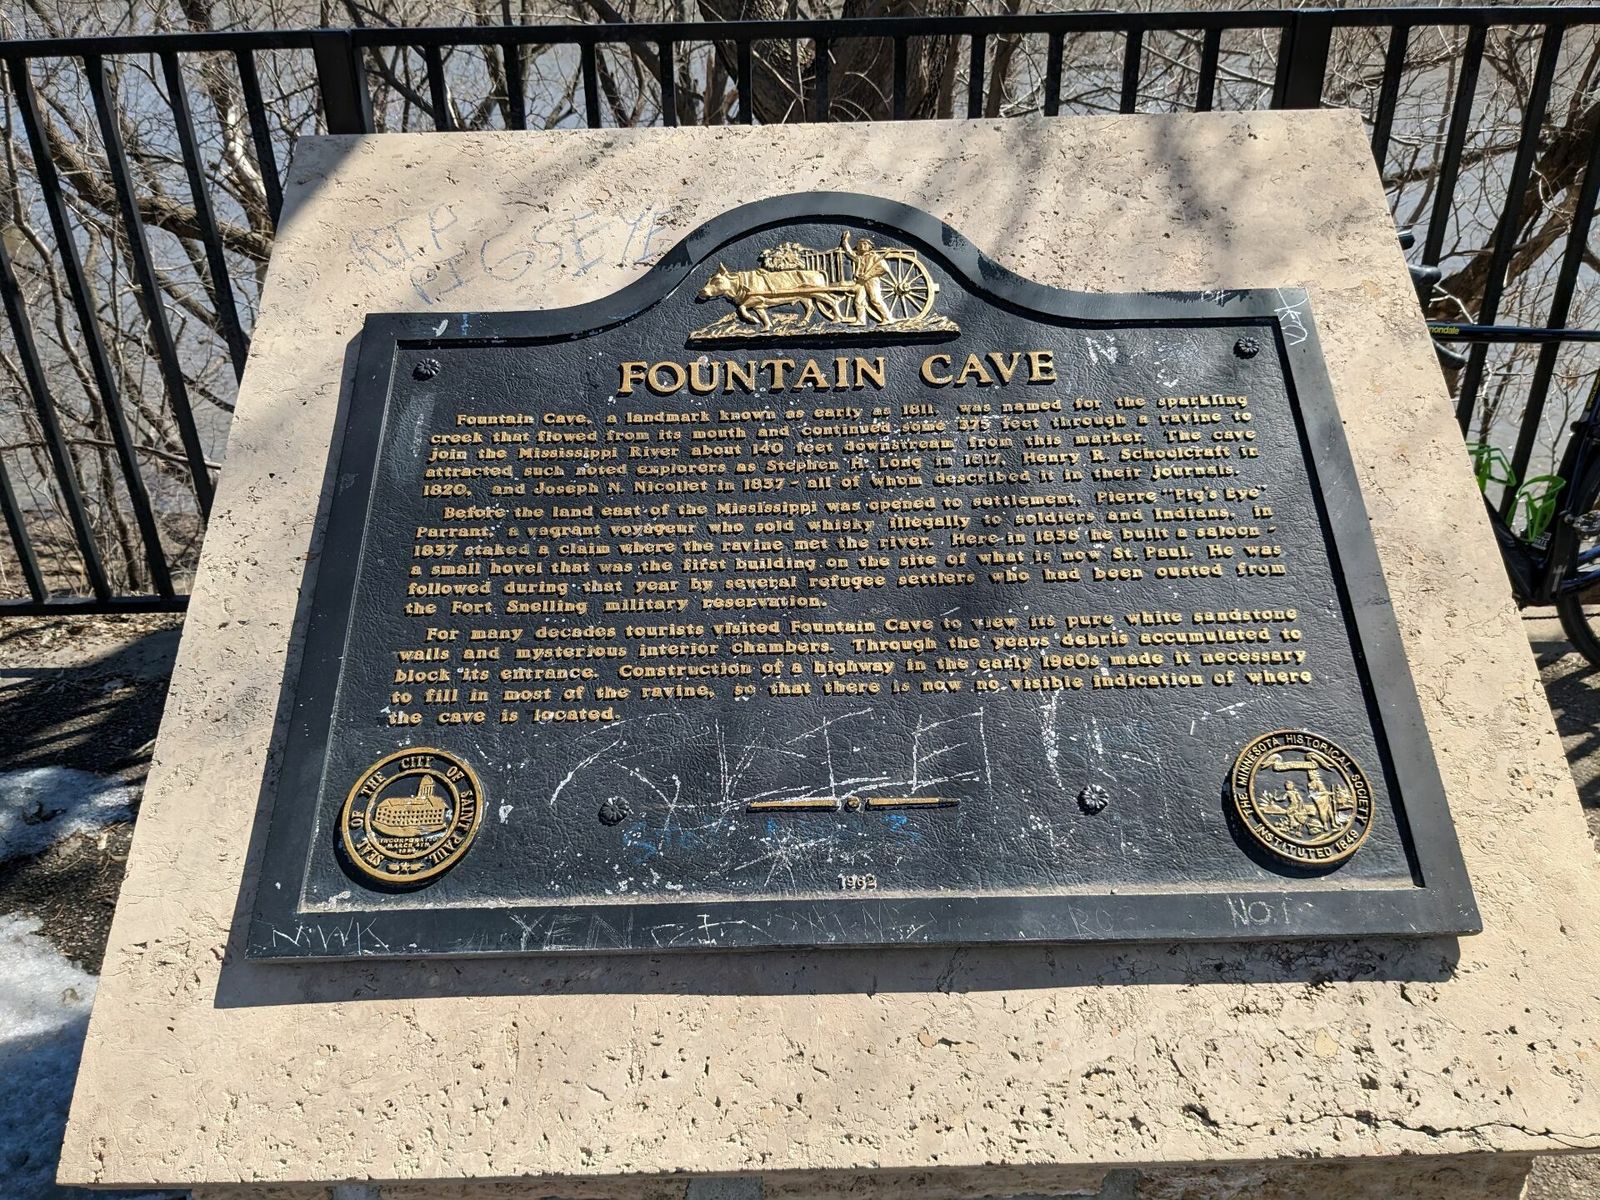 RIP
PIGSEYE
FOUNTAIN CAVE
Fountain Cave, a landmark known as early as 1811, was named for the sparkling
creek that flowed from its mouth and continued some 375 feet through a ravine to
join the Mississippi River about 140 feet downstream from this marker. The cave
attracted such noted explorers as Stephen H. Long in 1817, Henry R. Schoolcraft in
1820, and Joseph N. Nicollet in 1837 - all of whom described it in their journals.
Before the land east of the Mississippi was opened to settlement, Pierre "Pig's Eye"
Parrant, a vagrant voyageur who sold whisky illegally to soldiers and Indians, in
1837 staked a claim where the ravine met the river. Here in 1838 he built a saloon -
a small hovel that was the first building on the site of what is now St. Paul. He was
followed during that year by several refugee settlers who had been ousted from
the Fort Snelling military reservation.
For many decades tourists visited Fountain Cave to view its pure white sandstone
walls and mysterious interior chambers. Through the years debris accumulated to
block its entrance. Construction of a highway in the early 1960s made it necessary
to fill in most of the ravine, so that there is now no visible indication of where
the cave is located.
SEAL OF THE CITY OF SAINT PAUL
INCORPORATED
MARCH 4TH
THE MINNESOTA HISTORICAL SOCIETY
INSTITUTED 1849
1962
YEN
NO.1